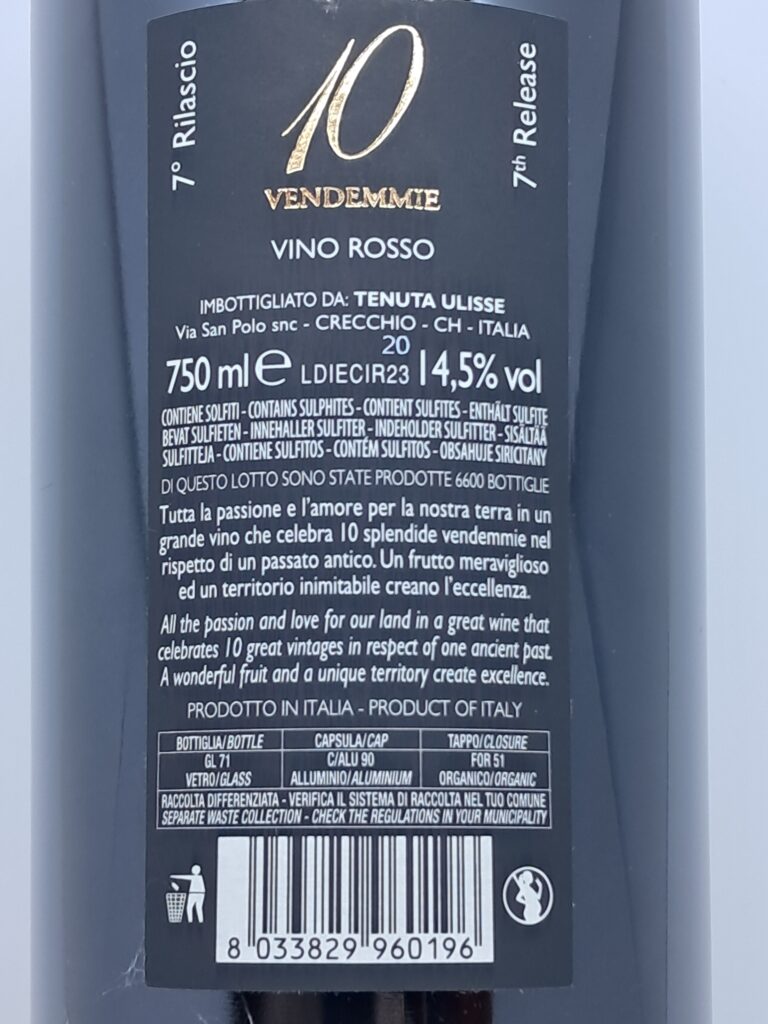 7° Rilascio
10
7th Release
VENDEMMIE
VINO ROSSO
IMBOTTIGLIATO DA: TENUTA ULISSE
Via San Polo snc - CRECCHIO - CH - ITALIA
20
750 ml e LDIECIR23 14,5% vol
CONTIENE SOLFITI - CONTAINS SULPHITES - CONTIENT SULFITES - ENTHÄLT SULFITE
BEVAT SULFIETEN - INNEHALLER SULFITER - INDEHOLDER SULFITTER - SISÄLTÄÄ
SULFITTEJA - CONTIENE SULFITOS - CONTÉM SULFITOS - OBSAHUJE SIRICITANY
DI QUESTO LOTTO SONO STATE PRODOTTE 6600 BOTTIGLIE
Tutta la passione e l'amore per la nostra terra in un
grande vino che celebra 10 splendide vendemmie nel
rispetto di un passato antico. Un frutto meraviglioso
ed un territorio inimitabile creano l'eccellenza.
All the passion and love for our land in a great wine that
celebrates 10 great vintages in respect of one ancient past.
A wonderful fruit and a unique territory create excellence.
PRODOTTO IN ITALIA - PRODUCT OF ITALY
BOTTIGLIA/BOTTLE CAPSULA/CAP TAPPO/CLOSURE
GL 71 C/ALU 90 FOR 51
VETRO/GLASS ALLUMINIO/ALUMINIUM ORGANICO/ORGANIC
RACCOLTA DIFFERENZIATA - VERIFICA IL SISTEMA DI RACCOLTA NEL TUO COMUNE
SEPARATE WASTE COLLECTION - CHECK THE REGULATIONS IN YOUR MUNICIPALITY
8 033829 960196